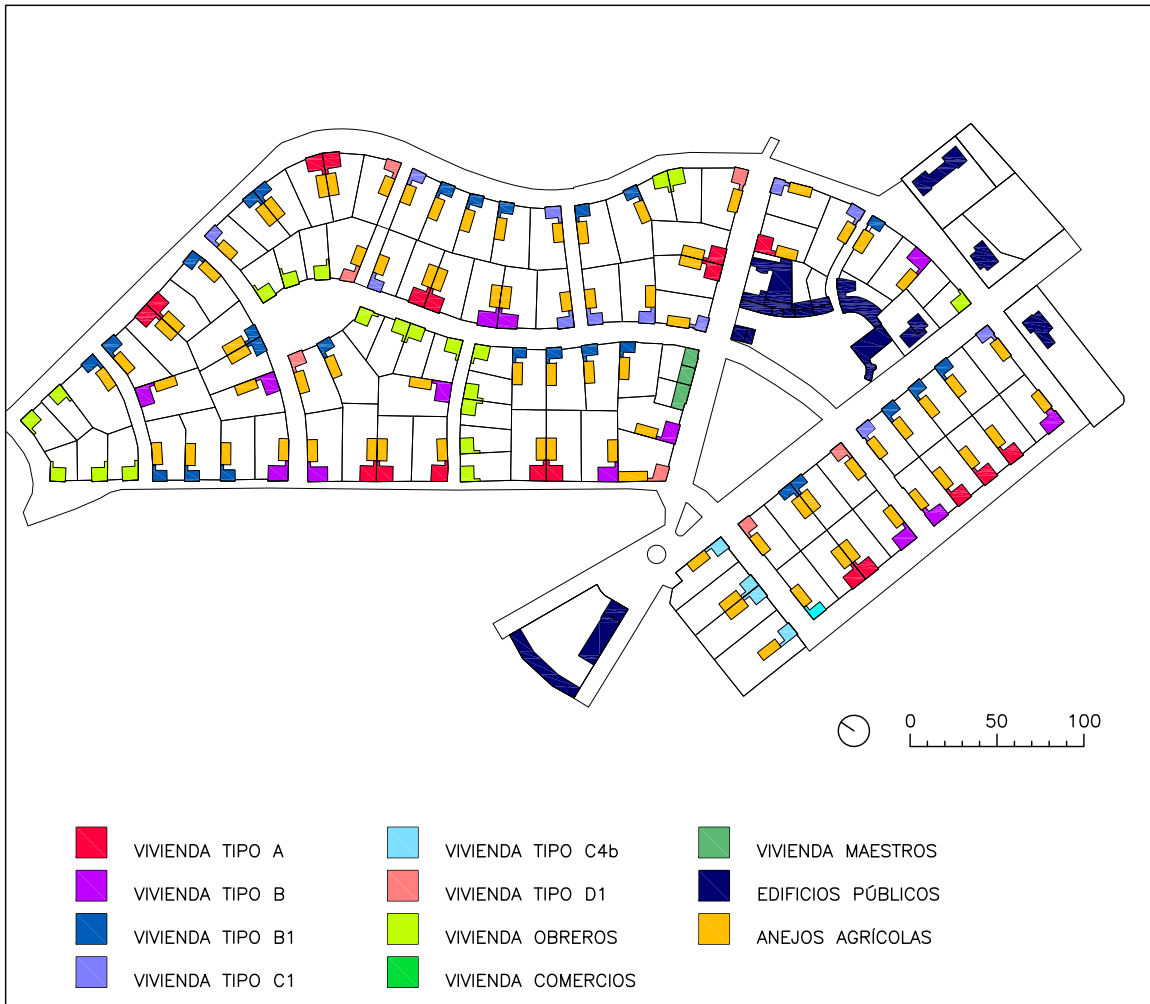 0 50 100
VIVIENDA TIPO A
VIVIENDA TIPO B
VIVIENDA TIPO B1
VIVIENDA TIPO C1
VIVIENDA TIPO C4b
VIVIENDA TIPO D1
VIVIENDA OBREROS
VIVIENDA COMERCIOS
VIVIENDA MAESTROS
EDIFICIOS PÚBLICOS
ANEJOS AGRÍCOLAS